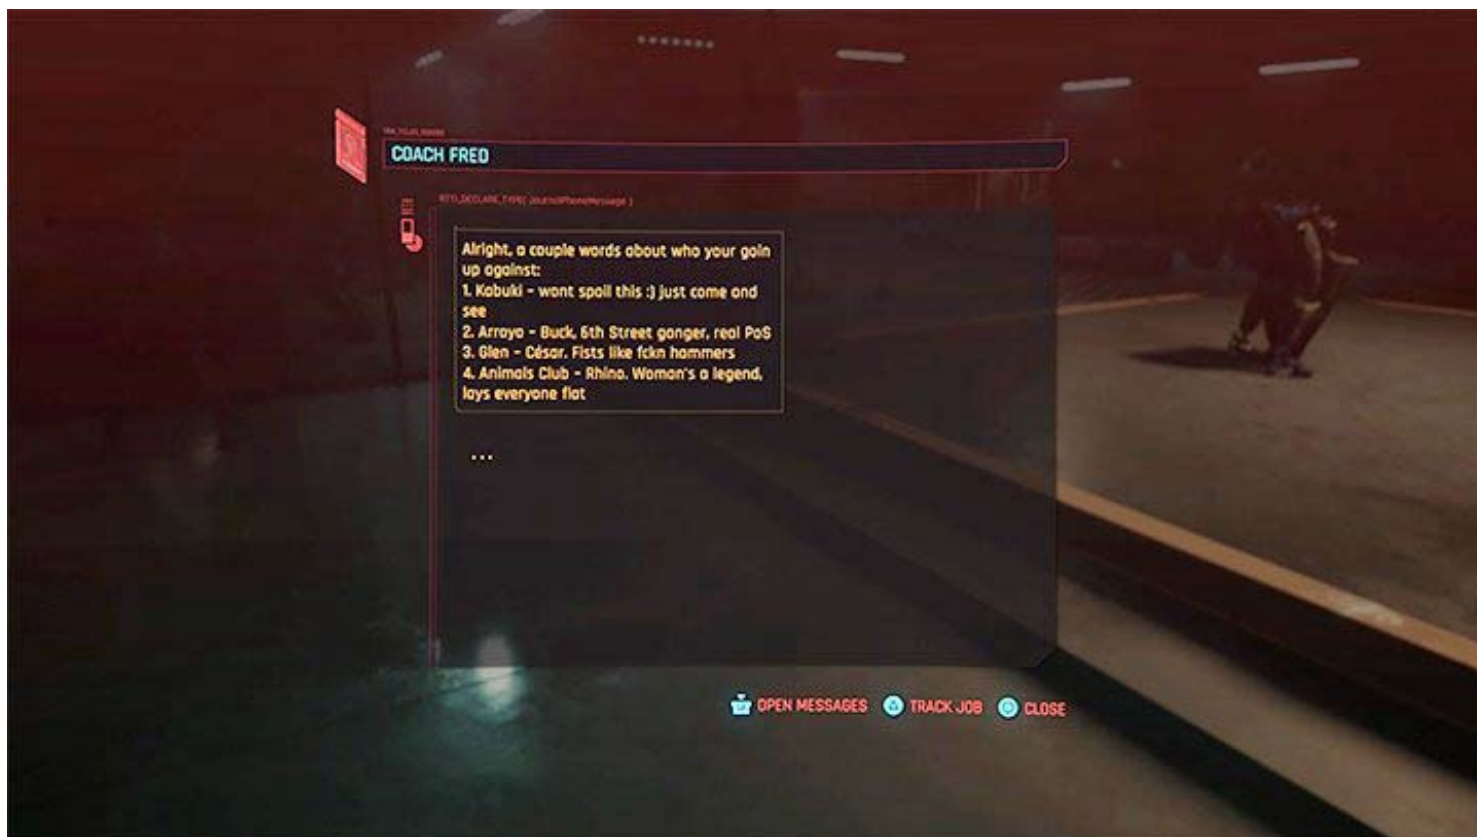 COACH FRED
RTTI_DECLARE_TYPE( JournalPhoneMessage )
Alright, a couple words about who your goin
up against:
1. Kabuki - wont spoil this :) just come and
see
2. Arroyo - Buck, 6th Street ganger, real PoS
3. Glen - César. Fists like fckn hammers
4. Animals Club - Rhino. Woman's a legend,
lays everyone flat
...
OPEN MESSAGES TRACK JOB CLOSE